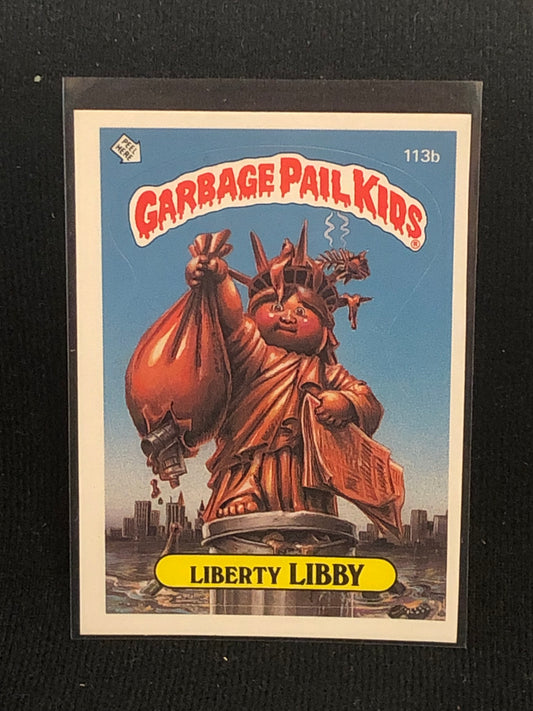 PEEL HERE
113b
GARBAGE PAIL KIDS ®
LIBERTY LIBBY